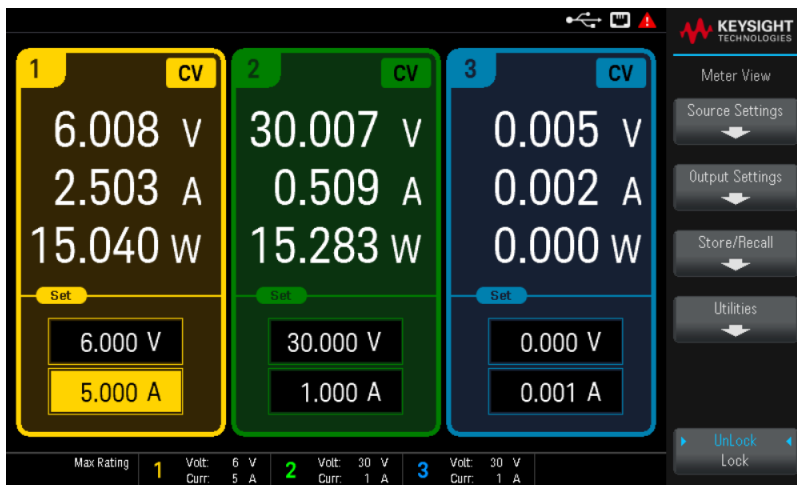 KEYSIGHT
TECHNOLOGIES
1 CV 2 CV 3 CV
6.008 V 30.007 V 0.005 V
2.503 A 0.509 A 0.002 A
15.040 W 15.283 W 0.000 W
Set Set Set
6.000 V 30.000 V 0.000 V
5.000 A 1.000 A 0.001 A
Max Rating 1 Volt: 6 V 2 Volt: 30 V 3 Volt: 30 V
Curr: 5 A Curr: 1 A Curr: 1 A
Meter View
Source Settings
Output Settings
Store/Recall
Utilities
UnLock
Lock